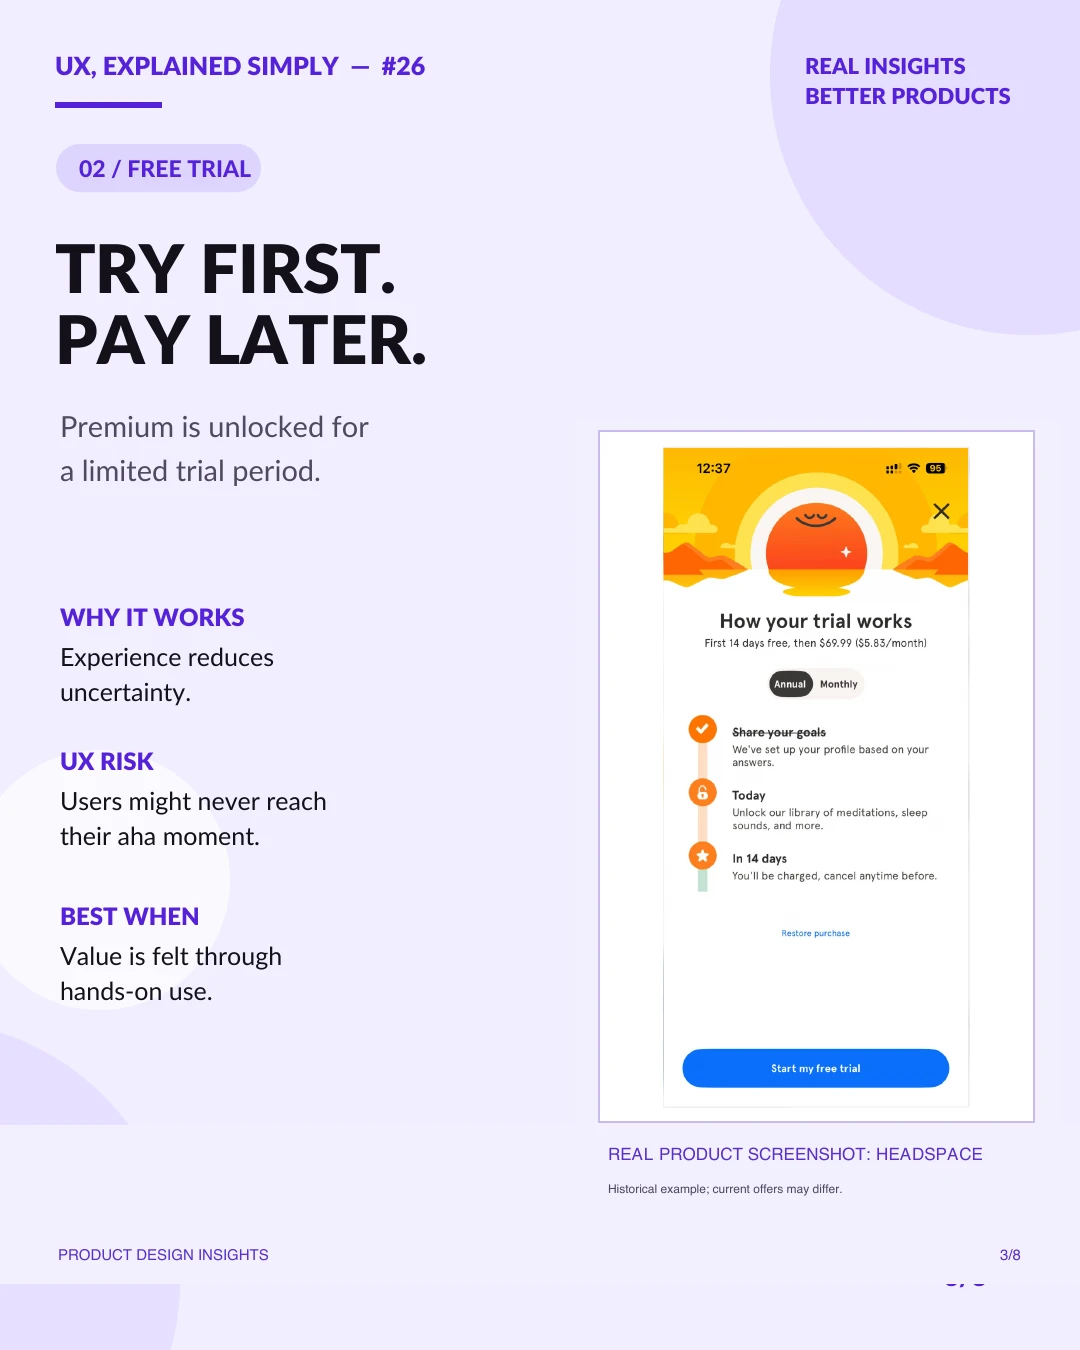 UX, EXPLAINED SIMPLY — #26
REAL INSIGHTS
BETTER PRODUCTS
02 / FREE TRIAL
TRY FIRST.
PAY LATER.
Premium is unlocked for
a limited trial period.
WHY IT WORKS
Experience reduces
uncertainty.
UX RISK
Users might never reach
their aha moment.
BEST WHEN
Value is felt through
hands-on use.
12:37
95
How your trial works
First 14 days free, then $69.99 ($5.83/month)
Annual Monthly
Share your goals
We've set up your profile based on your
answers.
Today
Unlock our library of meditations, sleep
sounds, and more.
In 14 days
You'll be charged, cancel anytime before.
Restore purchase
Start my free trial
REAL PRODUCT SCREENSHOT: HEADSPACE
Historical example; current offers may differ.
PRODUCT DESIGN INSIGHTS
3/8